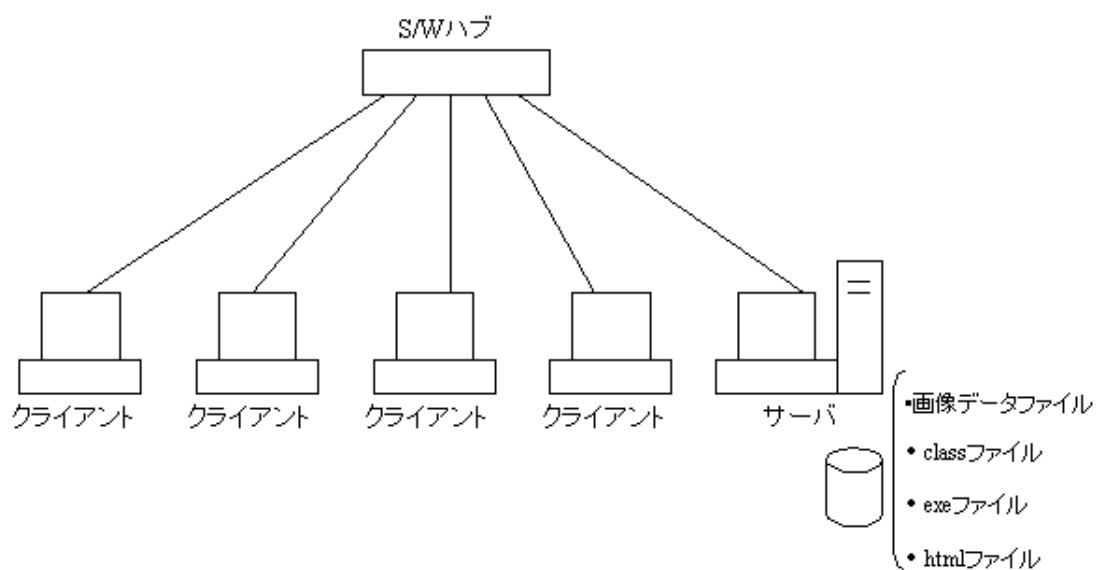 S/Wハブ
クライアント
クライアント
クライアント
クライアント
サーバ
▪画像データファイル
• classファイル
• exeファイル
• htmlファイル